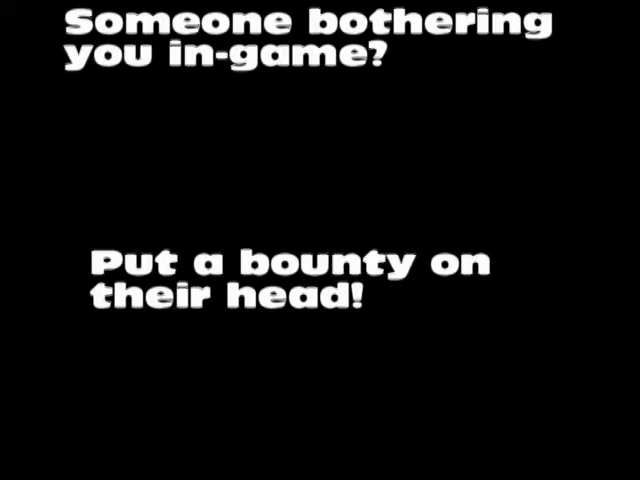 Someone bothering
you in-game?
Put a bounty on
their head!